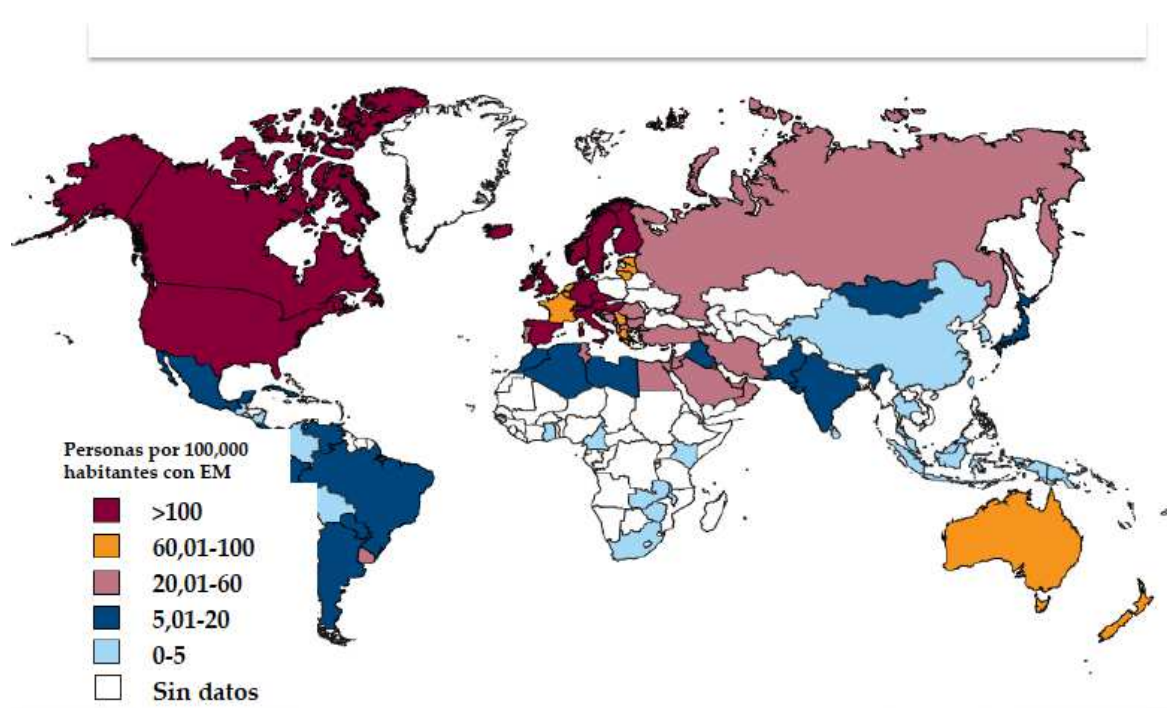 Personas por 100,000
habitantes con EM
>100
60,01-100
20,01-60
5,01-20
0-5
Sin datos